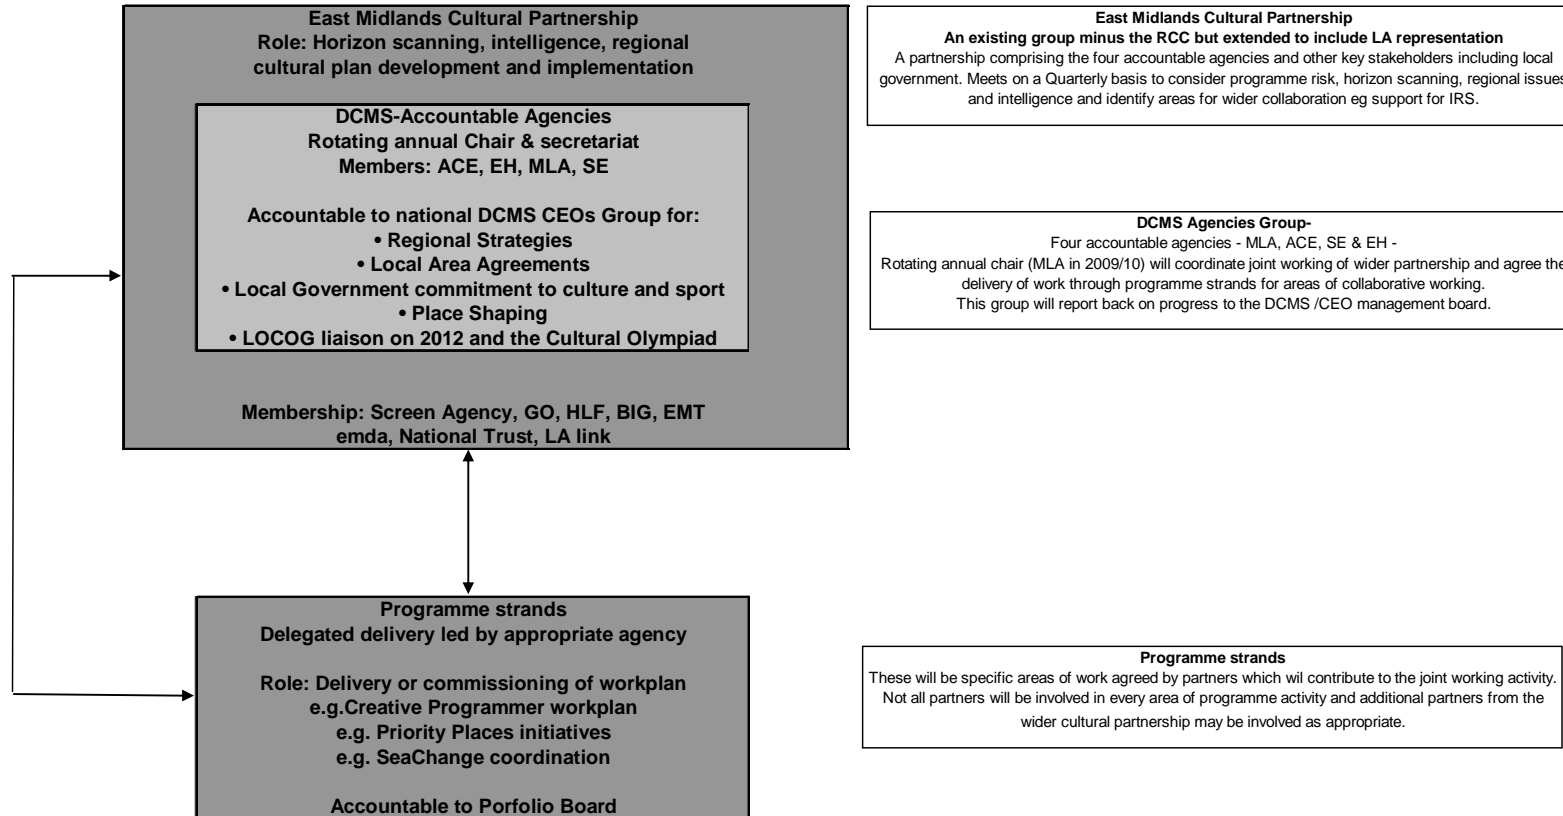 East Midlands Cultural Partnership
Role: Horizon scanning, intelligence, regional
cultural plan development and implementation
DCMS-Accountable Agencies
Rotating annual Chair & secretariat
Members: ACE, EH, MLA, SE
Accountable to national DCMS CEOs Group for:
• Regional Strategies
• Local Area Agreements
• Local Government commitment to culture and sport
• Place Shaping
• LOCOG liaison on 2012 and the Cultural Olympiad
Membership: Screen Agency, GO, HLF, BIG, EMT
emda, National Trust, LA link
Programme strands
Delegated delivery led by appropriate agency
Role: Delivery or commissioning of workplan
e.g.Creative Programmer workplan
e.g. Priority Places initiatives
e.g. SeaChange coordination
Accountable to Porfolio Board
East Midlands Cultural Partnership
An existing group minus the RCC but extended to include LA representation
A partnership comprising the four accountable agencies and other key stakeholders including local
government. Meets on a Quarterly basis to consider programme risk, horizon scanning, regional issues
and intelligence and identify areas for wider collaboration eg support for IRS.
DCMS Agencies Group-
Four accountable agencies - MLA, ACE, SE & EH -
Rotating annual chair (MLA in 2009/10) will coordinate joint working of wider partnership and agree the
delivery of work through programme strands for areas of collaborative working.
This group will report back on progress to the DCMS /CEO management board.
Programme strands
These will be specific areas of work agreed by partners which wil contribute to the joint working activity.
Not all partners will be involved in every area of programme activity and additional partners from the
wider cultural partnership may be involved as appropriate.